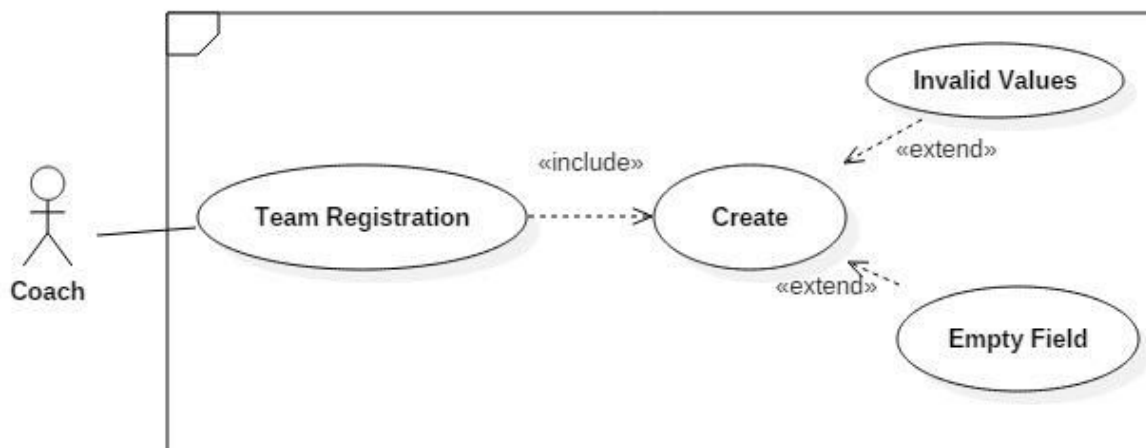 Invalid Values
«include»
«extend»
Team Registration
Create
Coach
«extend»
Empty Field